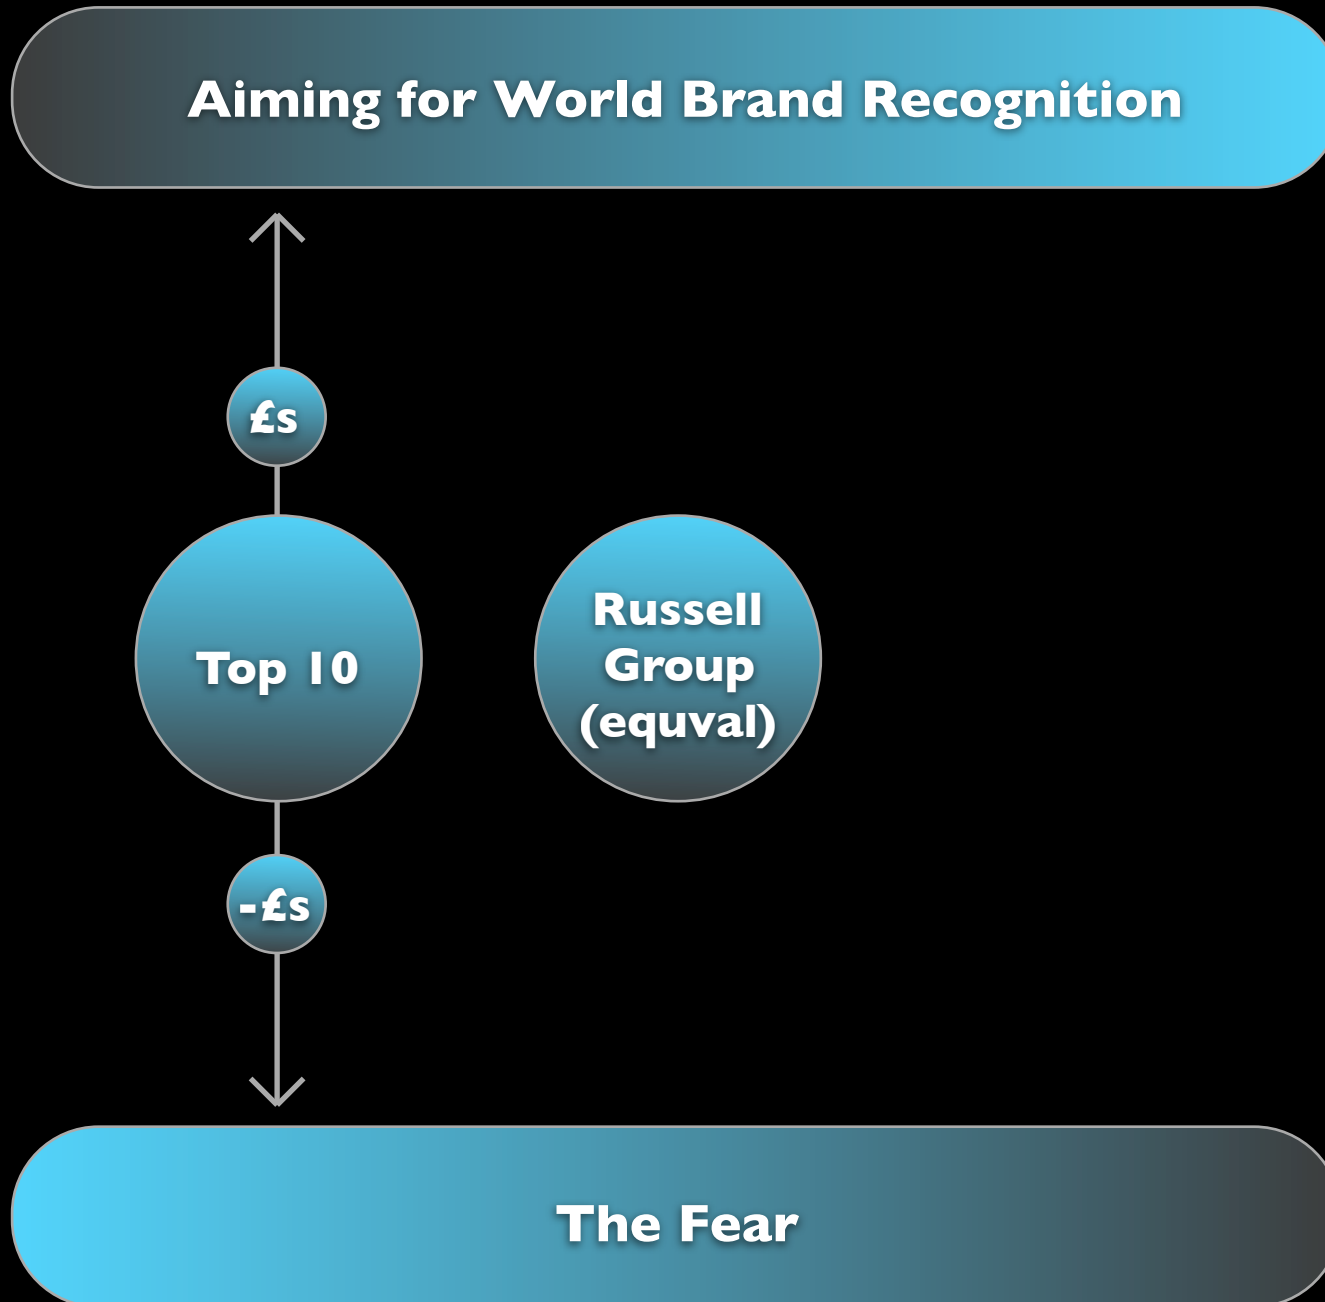 Aiming for World Brand Recognition
£s
Top 10
Russell
Group
(equval)
-£s
The Fear